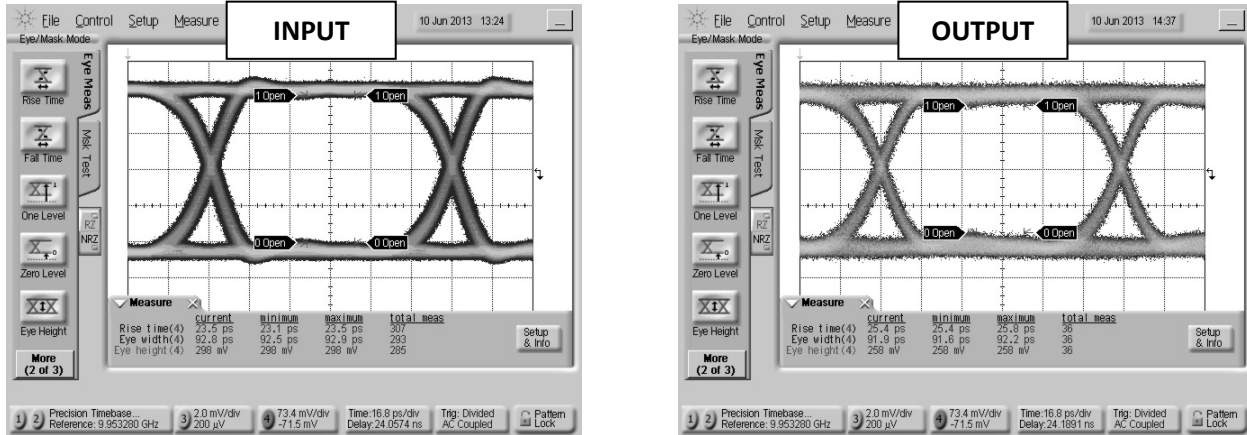 INPUT
File Control Setup Measure
10 Jun 2013 13:24
Eye/Mask Mode
Eye Meas
Msk Test
RZ
NRZ
Rise Time
Fall Time
One Level
Zero Level
Eye Height
More
(2 of 3)
1 Open 1 Open
0 Open 0 Open
Measure
current minimum maximum total meas
Rise time(4) 23.5 ps 23.1 ps 23.5 ps 307
Eye width(4) 92.8 ps 92.5 ps 92.9 ps 293
Eye height(4) 298 mV 298 mV 298 mV 285
Setup
& Info
1 2 Precision Timebase...
Reference: 9.953280 GHz
3 2.0 mV/div
200 µV
4 73.4 mV/div
-71.5 mV
Time:16.8 ps/div
Delay:24.0574 ns
Trig: Divided
AC Coupled
Pattern
Lock
OUTPUT
File Control Setup Measure
10 Jun 2013 14:37
Eye/Mask Mode
Eye Meas
Msk Test
RZ
NRZ
Rise Time
Fall Time
One Level
Zero Level
Eye Height
More
(2 of 3)
1 Open 1 Open
0 Open 0 Open
Measure
current minimum maximum total meas
Rise time(4) 25.4 ps 25.4 ps 25.8 ps 36
Eye width(4) 91.9 ps 91.6 ps 92.2 ps 36
Eye height(4) 258 mV 258 mV 258 mV 36
Setup
& Info
1 2 Precision Timebase...
Reference: 9.953280 GHz
3 2.0 mV/div
200 µV
4 73.4 mV/div
-71.5 mV
Time:16.8 ps/div
Delay:24.1891 ns
Trig: Divided
AC Coupled
Pattern
Lock